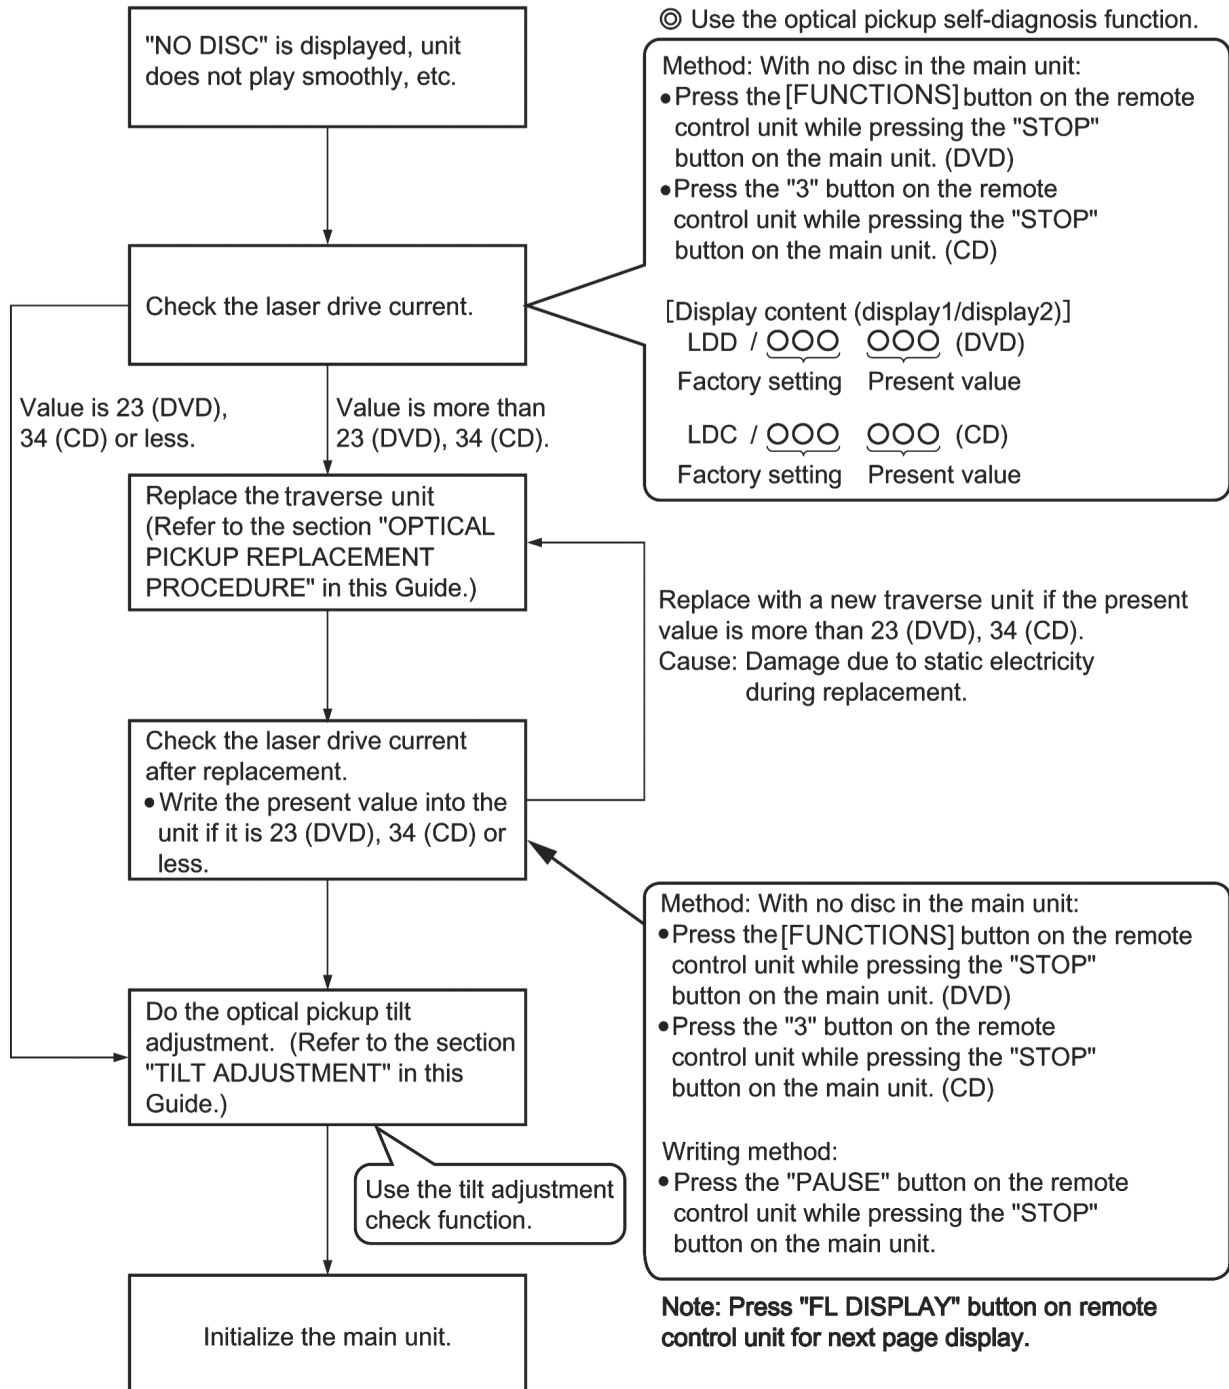 "NO DISC" is displayed, unit
does not play smoothly, etc.
◎ Use the optical pickup self-diagnosis function.
Method: With no disc in the main unit:
●Press the [FUNCTIONS] button on the remote
control unit while pressing the "STOP"
button on the main unit. (DVD)
●Press the "3" button on the remote
control unit while pressing the "STOP"
button on the main unit. (CD)
[Display content (display1/display2)]
LDD / OOO OOO (DVD)
Factory setting Present value
LDC / OOO OOO (CD)
Factory setting Present value
Check the laser drive current.
Value is 23 (DVD),
34 (CD) or less.
Value is more than
23 (DVD), 34 (CD).
Replace the traverse unit
(Refer to the section "OPTICAL
PICKUP REPLACEMENT
PROCEDURE" in this Guide.)
Replace with a new traverse unit if the present
value is more than 23 (DVD), 34 (CD).
Cause: Damage due to static electricity
during replacement.
Check the laser drive current
after replacement.
● Write the present value into the
unit if it is 23 (DVD), 34 (CD) or
less.
Method: With no disc in the main unit:
●Press the [FUNCTIONS] button on the remote
control unit while pressing the "STOP"
button on the main unit. (DVD)
●Press the "3" button on the remote
control unit while pressing the "STOP"
button on the main unit. (CD)
Writing method:
●Press the "PAUSE" button on the remote
control unit while pressing the "STOP"
button on the main unit.
Note: Press "FL DISPLAY" button on remote
control unit for next page display.
Do the optical pickup tilt
adjustment. (Refer to the section
"TILT ADJUSTMENT" in this
Guide.)
Use the tilt adjustment
check function.
Initialize the main unit.